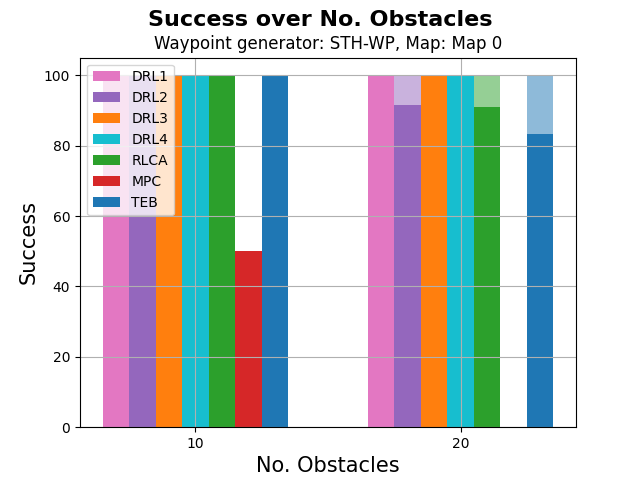 Success over No. Obstacles
Waypoint generator: STH-WP, Map: Map 0
100
80
60
40
20
0
Success
DRL1
DRL2
DRL3
DRL4
RLCA
MPC
TEB
10
20
No. Obstacles